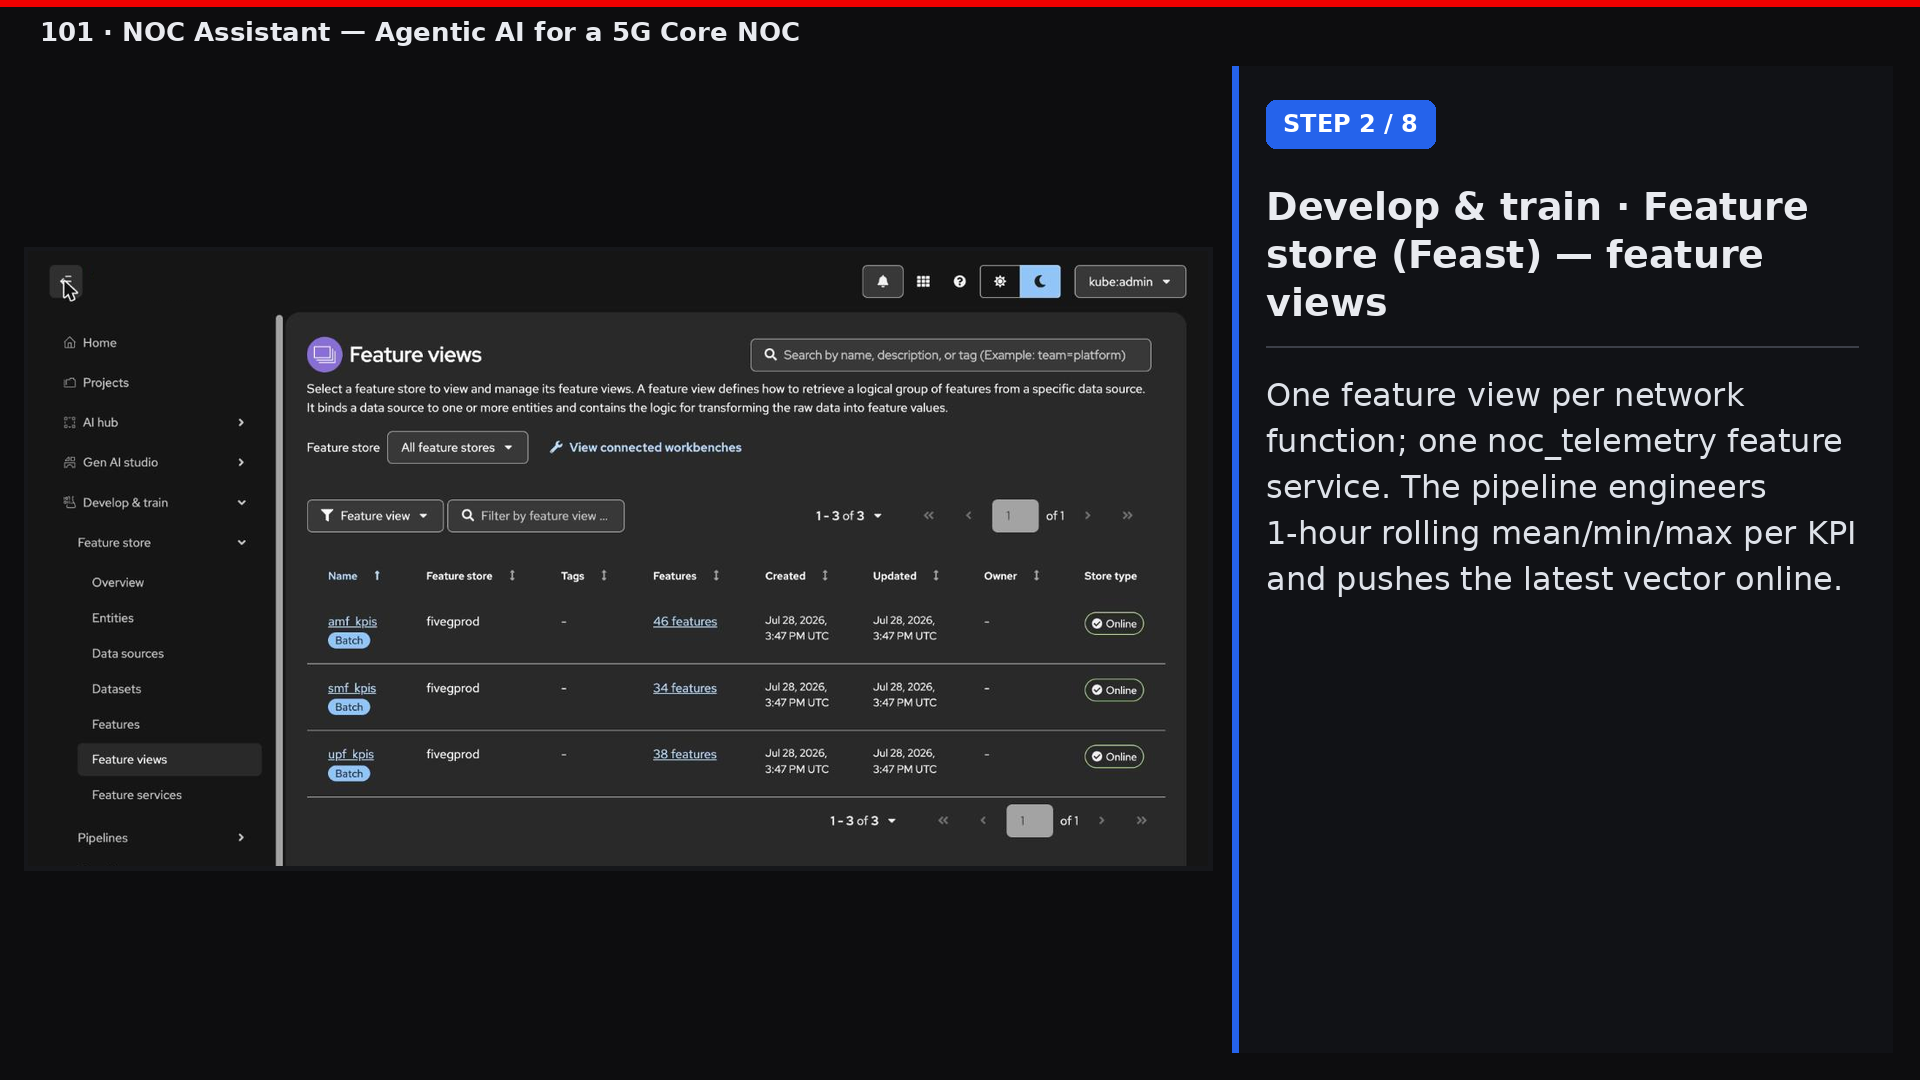 101 · NOC Assistant — Agentic AI for a 5G Core NOC
kube:admin
Home
Projects
AI hub
Gen AI studio
Develop & train
Feature store
Overview
Entities
Data sources
Datasets
Features
Feature views
Feature services
Pipelines
Feature views
Search by name, description, or tag (Example: team=platform)
Select a feature store to view and manage its feature views. A feature view defines how to retrieve a logical group of features from a specific data source.
It binds a data source to one or more entities and contains the logic for transforming the raw data into feature values.
Feature store All feature stores View connected workbenches
Feature view Filter by feature view ... 1 - 3 of 3 1 of 1
Name Feature store Tags Features Created Updated Owner Store type
amf_kpis fivegprod - 46 features Jul 28, 2026, Jul 28, 2026, - Online
Batch 3:47 PM UTC 3:47 PM UTC
smf_kpis fivegprod - 34 features Jul 28, 2026, Jul 28, 2026, - Online
Batch 3:47 PM UTC 3:47 PM UTC
upf_kpis fivegprod - 38 features Jul 28, 2026, Jul 28, 2026, - Online
Batch 3:47 PM UTC 3:47 PM UTC
1 - 3 of 3 1 of 1
STEP 2 / 8
Develop & train · Feature
store (Feast) — feature
views
One feature view per network
function; one noc_telemetry feature
service. The pipeline engineers
1-hour rolling mean/min/max per KPI
and pushes the latest vector online.